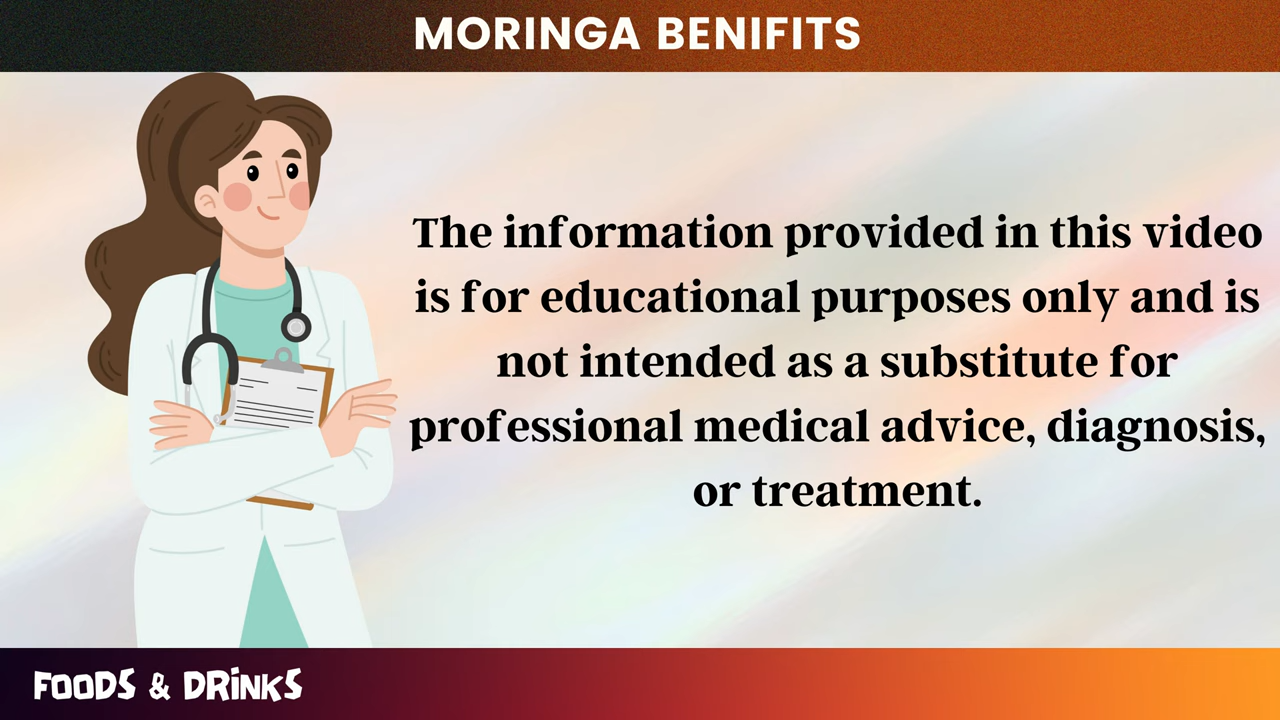 MORINGA BENIFITS
The information provided in this video
is for educational purposes only and is
not intended as a substitute for
professional medical advice, diagnosis,
or treatment.
FOODS & DRiNKS